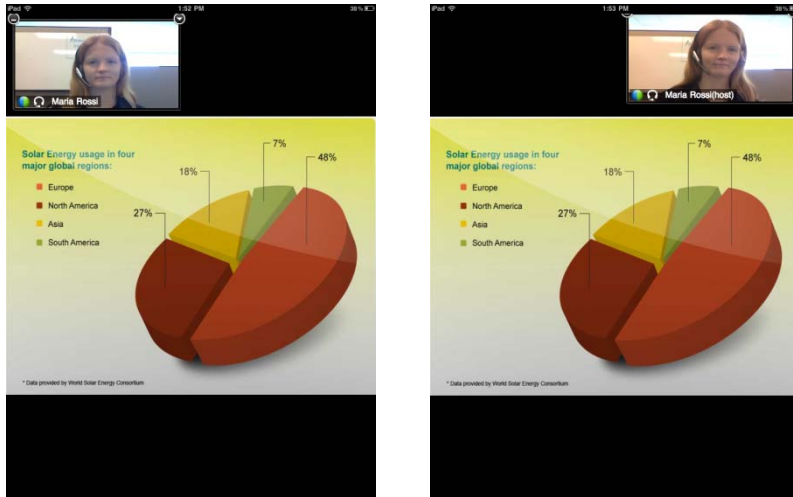 iPad 1:52 PM 38%
Maria Rossi
Solar Energy usage in four
major global regions:
Europe
North America
Asia
South America
7%
48%
18%
27%
* Data provided by World Solar Energy Consortium
iPad 1:53 PM 38%
Maria Rossi(host)
Solar Energy usage in four
major global regions:
Europe
North America
Asia
South America
7%
48%
18%
27%
* Data provided by World Solar Energy Consortium